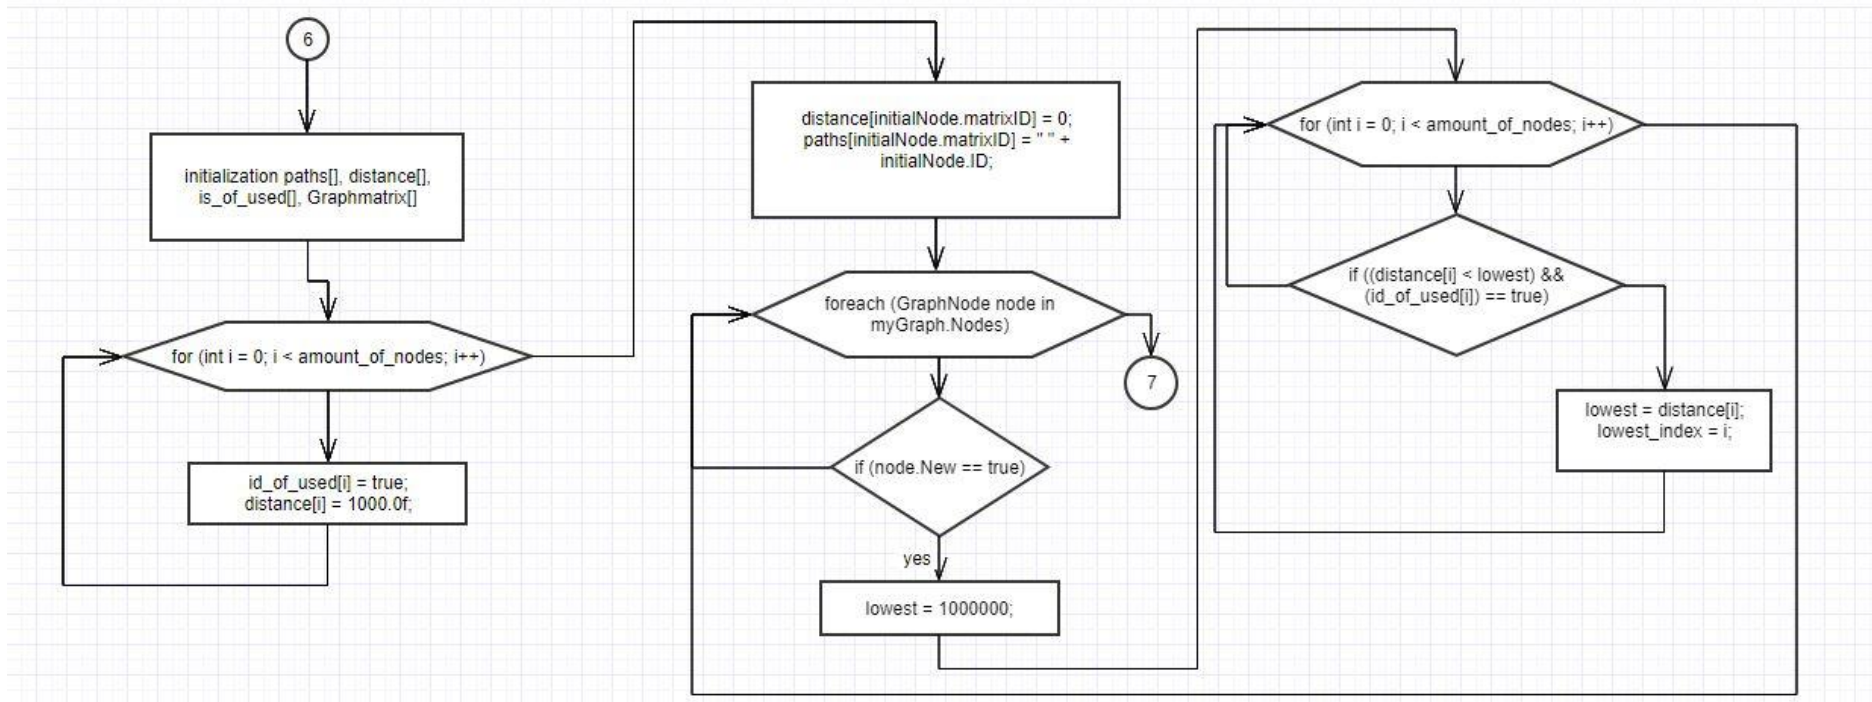 6
initialization paths[], distance[],
is_of_used[], Graphmatrix[]
for (int i = 0; i < amount_of_nodes; i++)
id_of_used[i] = true;
distance[i] = 1000.0f;
distance[initialNode.matrixID] = 0;
paths[initialNode.matrixID] = " " +
initialNode.ID;
foreach (GraphNode node in
myGraph.Nodes)
7
if (node.New == true)
yes
lowest = 1000000;
for (int i = 0; i < amount_of_nodes; i++)
if ((distance[i] < lowest) &&
(id_of_used[i]) == true)
lowest = distance[i];
lowest_index = i;